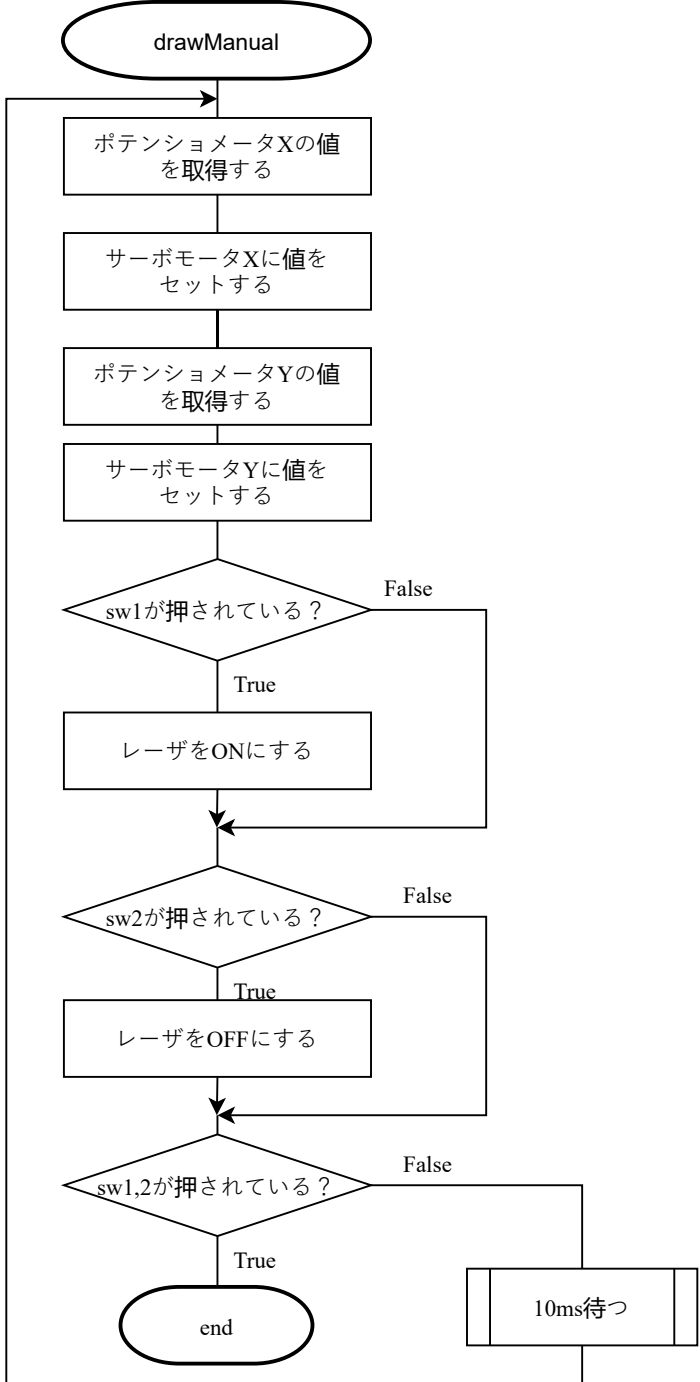 drawManual
ポテンショメータXの値
を取得する
サーボモータXに値を
セットする
ポテンショメータYの値
を取得する
サーボモータYに値を
セットする
sw1が押されている？
False
True
レーザをONにする
sw2が押されている？
False
True
レーザをOFFにする
sw1,2が押されている？
False
True
10ms待つ
end